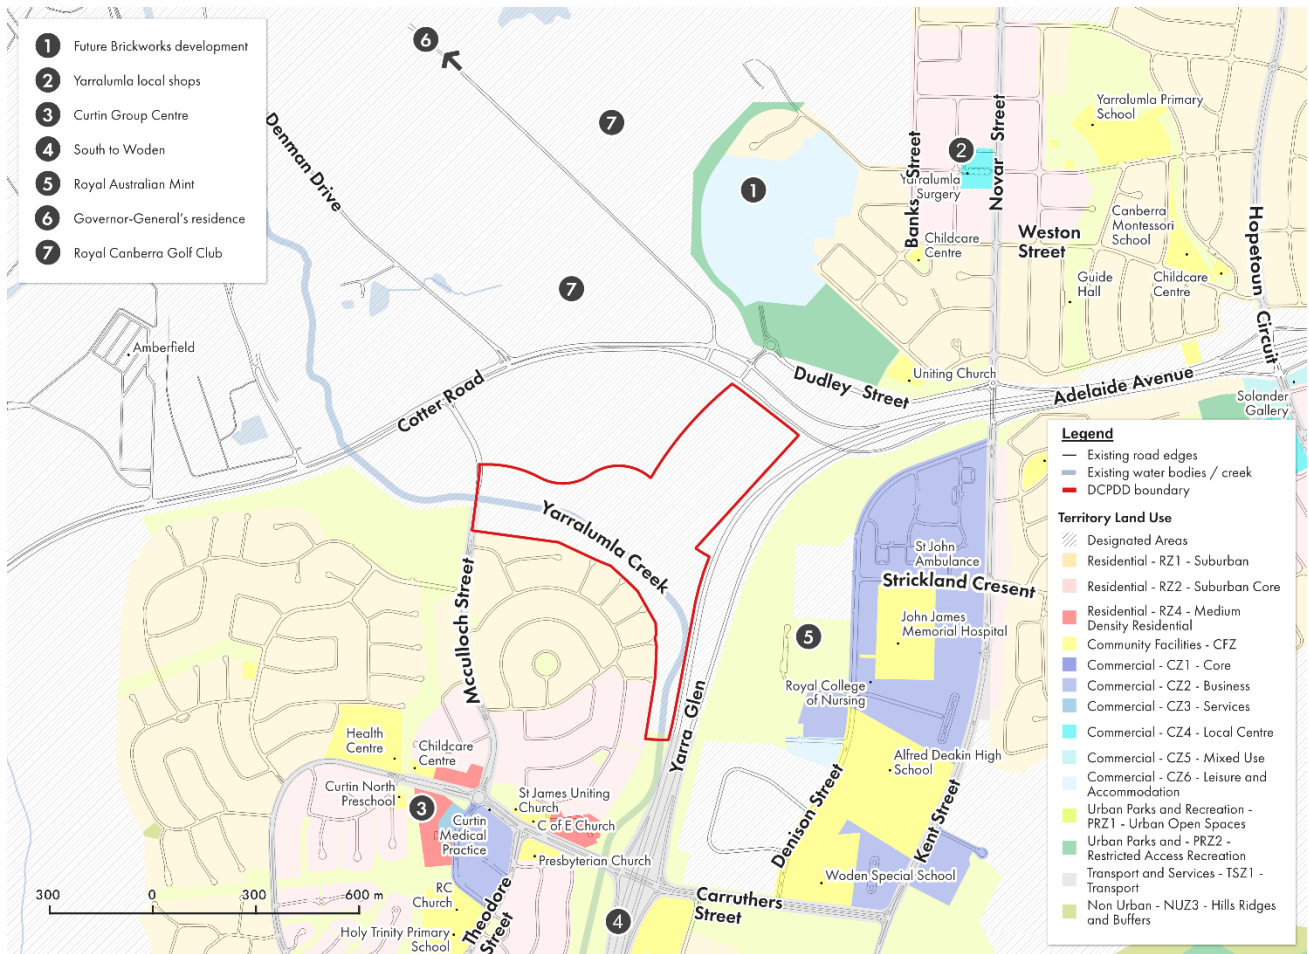 1 Future Brickworks development
2 Yarralumla local shops
3 Curtin Group Centre
4 South to Woden
5 Royal Australian Mint
6 Governor-General's residence
7 Royal Canberra Golf Club
6
7
Denman Drive
7
1
2
Yarralumla
Surgery
Banks Street
Novar Street
Yarralumla Primary
School
Canberra
Montessori
School
Weston
Street
Childcare
Centre
Guide
Hall
Childcare
Centre
Hopetoun Circuit
Amberfield
Cotter Road
Dudley Street
Uniting Church
Adelaide Avenue
Solander
Gallery
Yarralumla Creek
Mcculloch Street
Yarra Glen
St John
Ambulance
Strickland Cresent
John James
Memorial Hospital
5
Royal College
of Nursing
Alfred Deakin High
School
Denison Street
Kent Street
Woden Special School
Carruthers
Street
Health
Centre
Childcare
Centre
Curtin North
Preschool
3
Curtin
Medical
Practice
St James Uniting
Church
C of E Church
Presbyterian Church
RC
Church
Theodore
Street
Holy Trinity Primary
School
4
300 0 300 600 m
Legend
Existing road edges
Existing water bodies / creek
DCPDD boundary
Territory Land Use
Designated Areas
Residential - RZ1 - Suburban
Residential - RZ2 - Suburban Core
Residential - RZ4 - Medium
Density Residential
Community Facilities - CFZ
Commercial - CZ1 - Core
Commercial - CZ2 - Business
Commercial - CZ3 - Services
Commercial - CZ4 - Local Centre
Commercial - CZ5 - Mixed Use
Commercial - CZ6 - Leisure and
Accommodation
Urban Parks and Recreation -
PRZ1 - Urban Open Spaces
Urban Parks and - PRZ2 -
Restricted Access Recreation
Transport and Services - TSZ1 -
Transport
Non Urban - NUZ3 - Hills Ridges
and Buffers